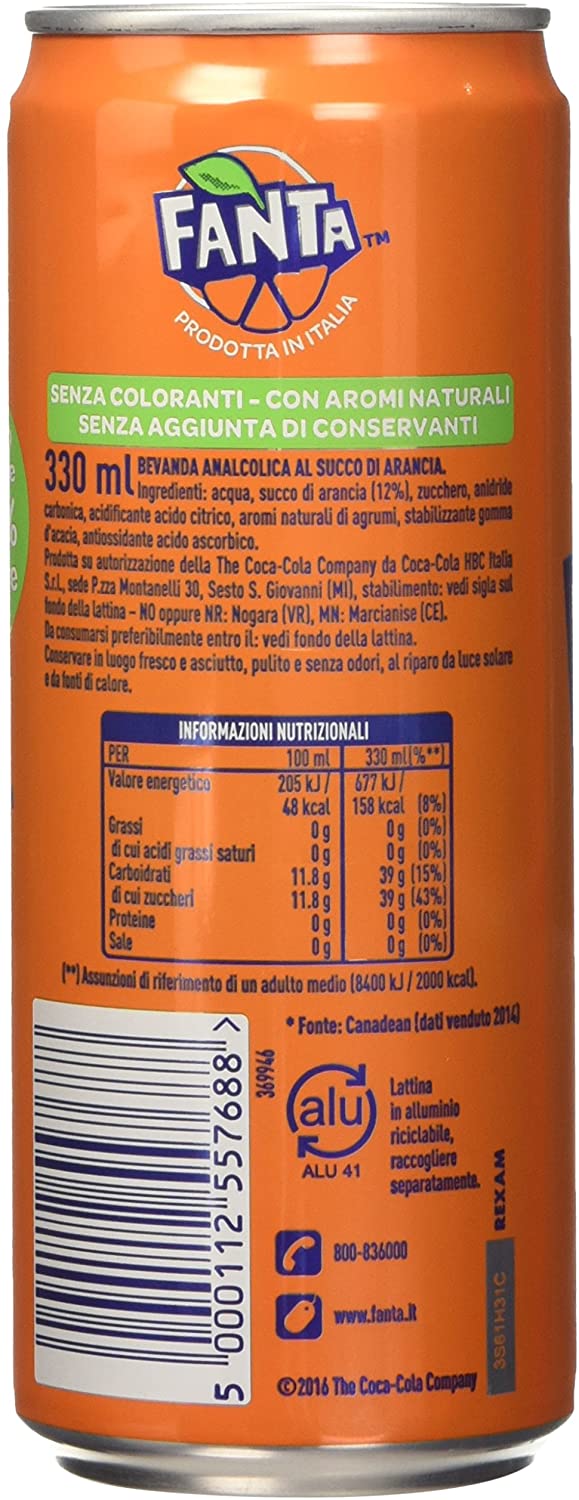 FANTA™
PRODOTTA IN ITALIA
SENZA COLORANTI - CON AROMI NATURALI
SENZA AGGIUNTA DI CONSERVANTI
330 ml BEVANDA ANALCOLICA AL SUCCO DI ARANCIA.
Ingredienti: acqua, succo di arancia (12%), zucchero, anidride
carbonica, acidificante acido citrico, aromi naturali di agrumi, stabilizzante gomma
d'acacia, antiossidante acido ascorbico.
Prodotta su autorizzazione della The Coca-Cola Company da Coca-Cola HBC Italia
S.r.l., sede P.zza Montanelli 30, Sesto S. Giovanni (MI), stabilimento: vedi sigla sul
fondo della lattina - NO oppure NR: Nogara (VR), MN: Marcianise (CE).
Da consumarsi preferibilmente entro il: vedi fondo della lattina.
Conservare in luogo fresco e asciutto, pulito e senza odori, al riparo da luce solare
e da fonti di calore.
INFORMAZIONI NUTRIZIONALI
PER 100 ml 330 ml(%**)
Valore energetico 205 kJ / 677 kJ /
48 kcal 158 kcal (8%)
Grassi 0g 0g (0%)
di cui acidi grassi saturi 0g 0g (0%)
Carboidrati 11.8g 39g (15%)
di cui zuccheri 11.8g 39g (43%)
Proteine 0g 0g (0%)
Sale 0g 0g (0%)
(**) Assunzioni di riferimento di un adulto medio (8400 kJ / 2000 kcal).
* Fonte: Canadean (dati venduto 2014)
5 000112 557688 >
369946
alu
ALU 41
Lattina
in alluminio
riciclabile,
raccogliere
separatamente.
800-836000
www.fanta.it
©2016 The Coca-Cola Company
3S61H31C REXAM